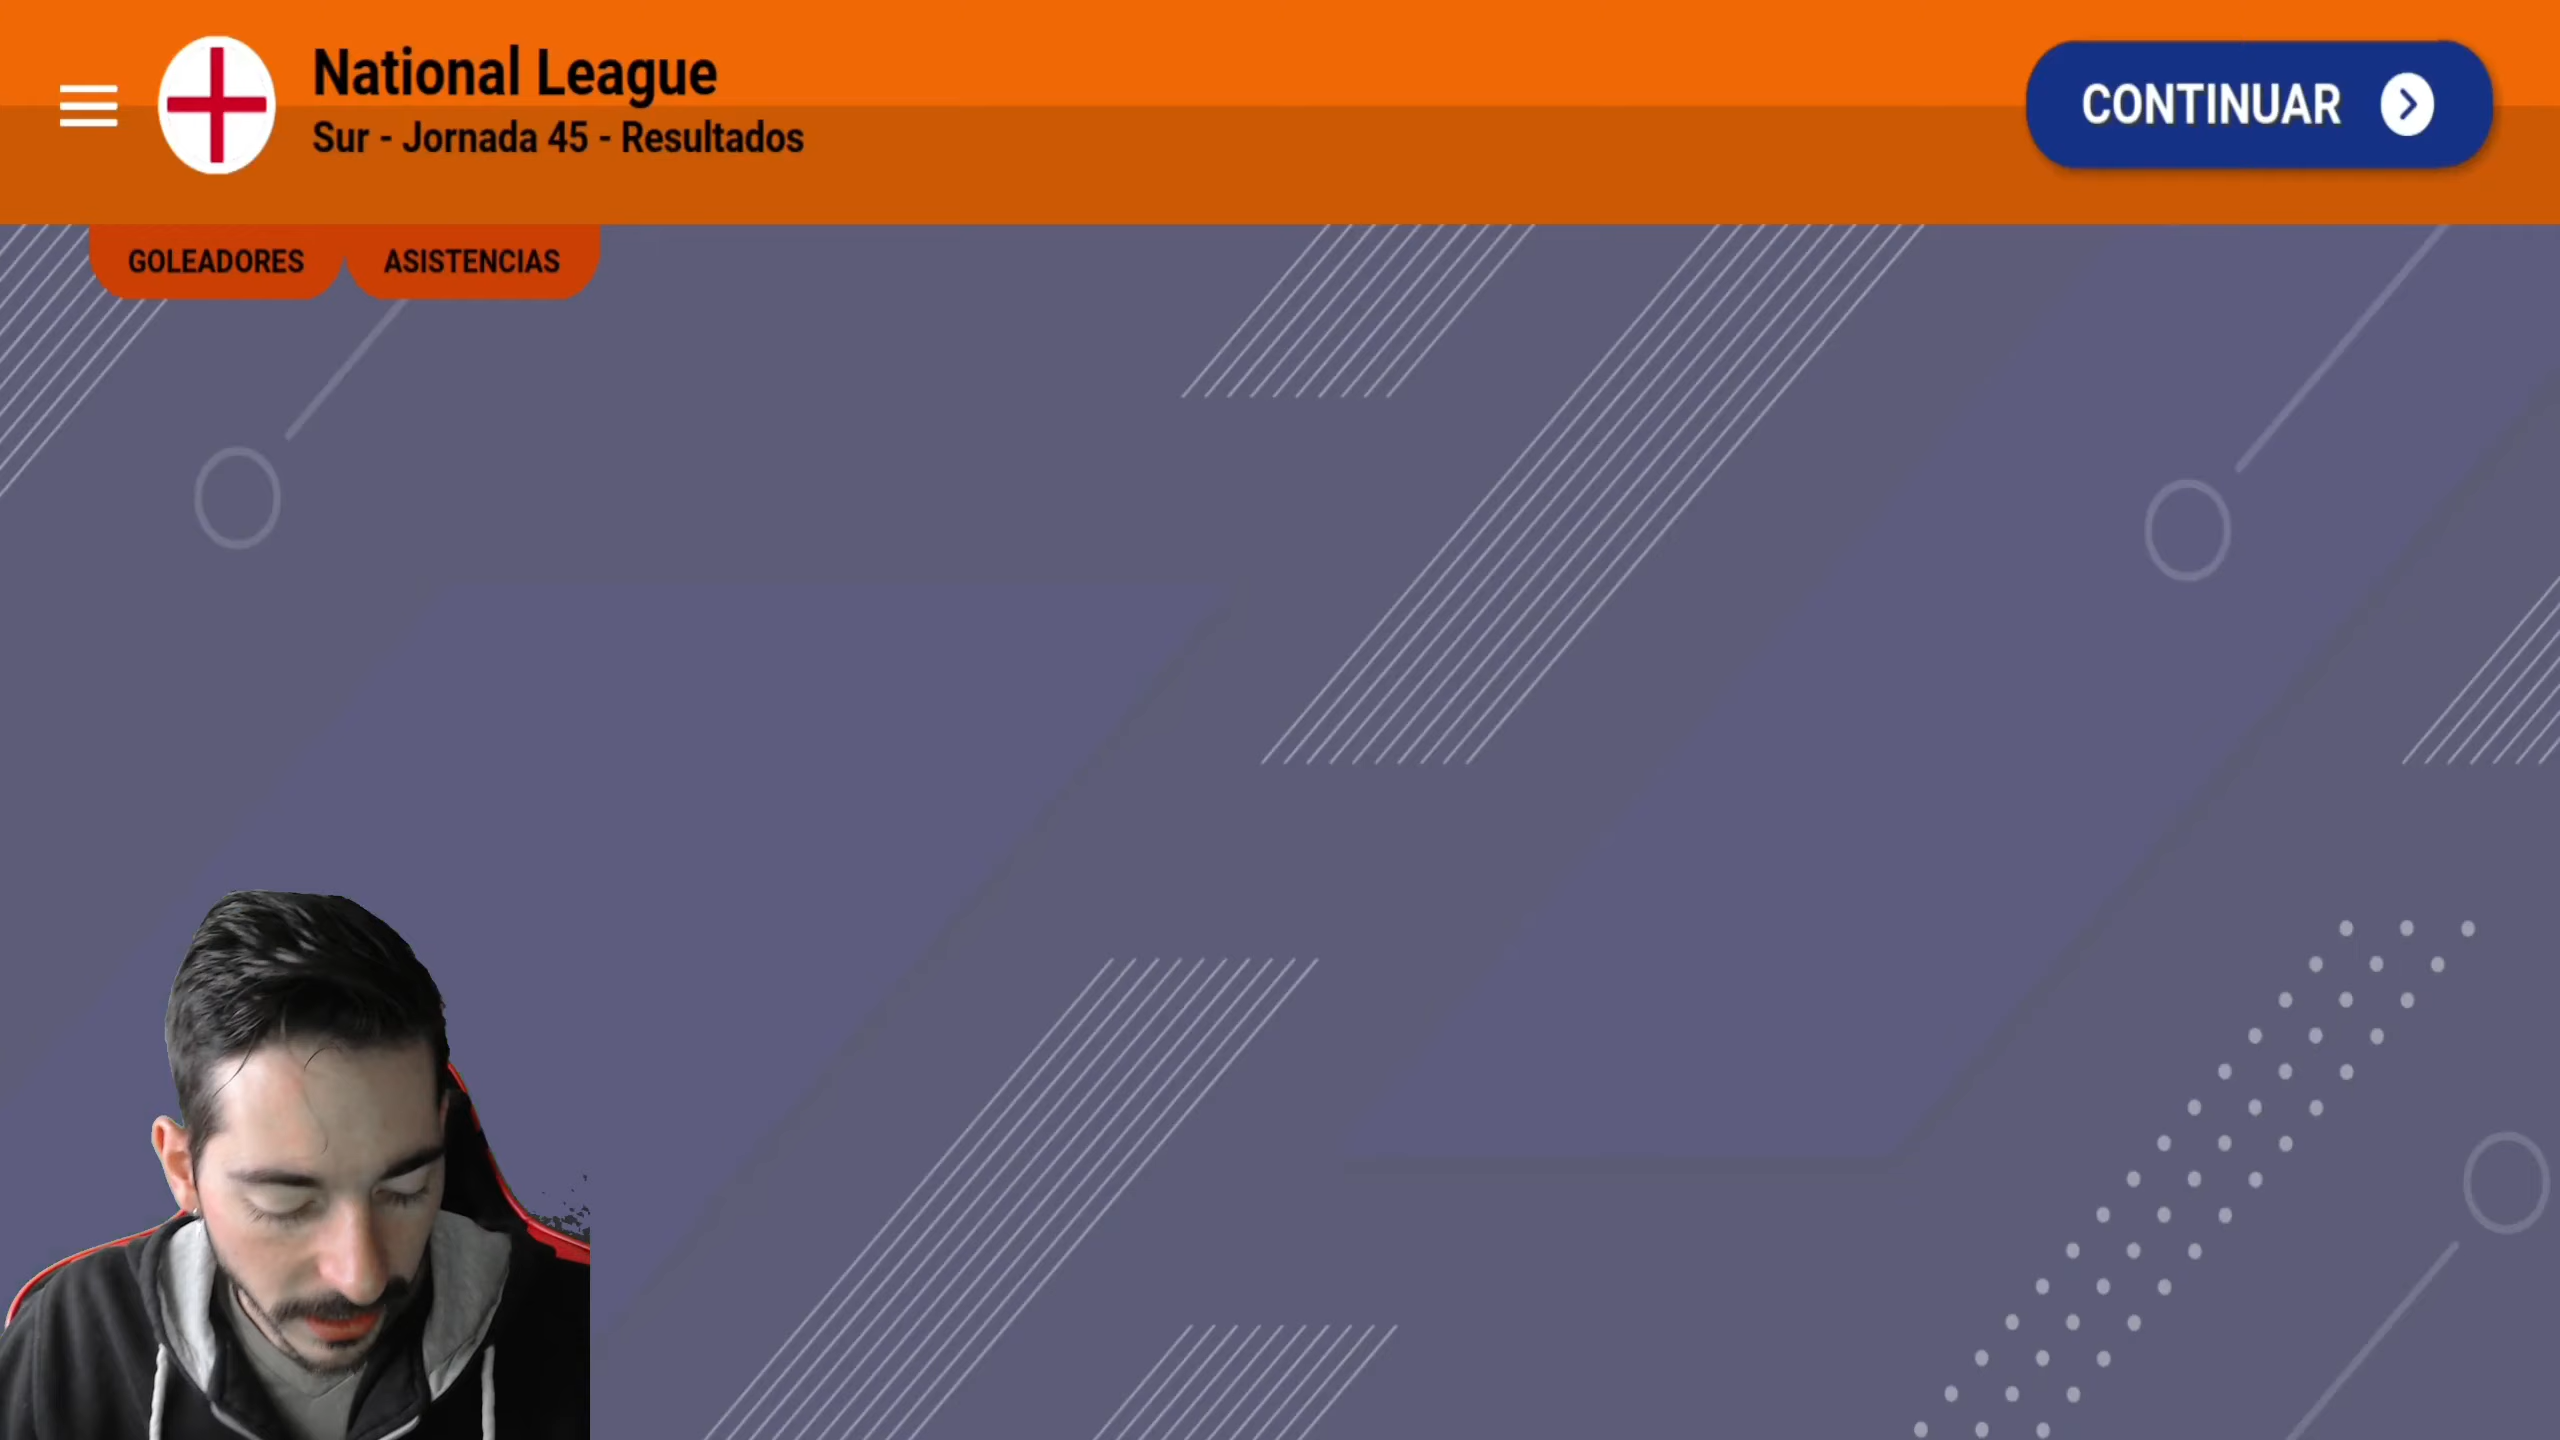 National League
Sur - Jornada 45 - Resultados
CONTINUAR
GOLEADORES
ASISTENCIAS